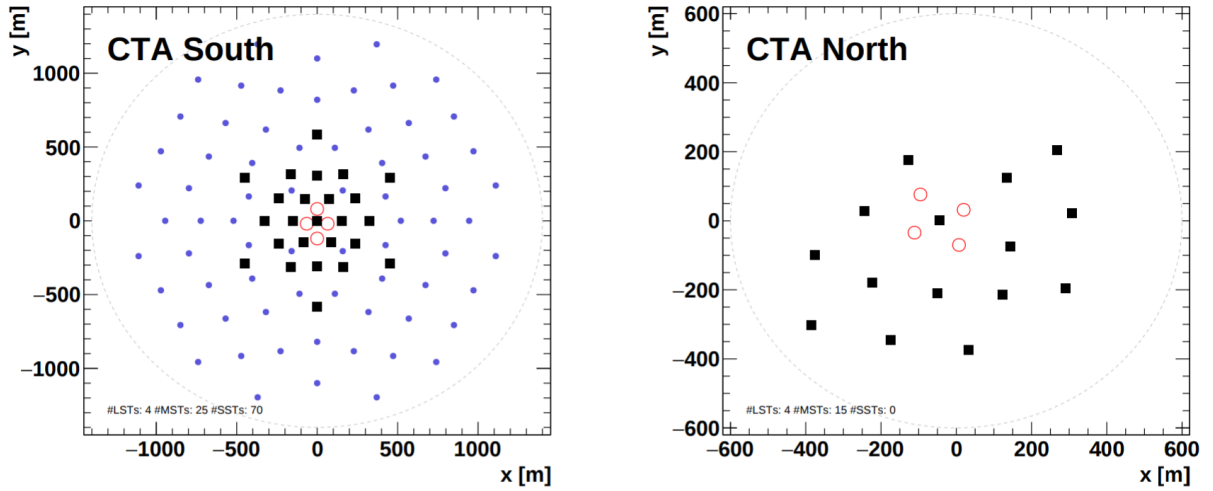 y [m]
CTA South
1000
500
0
−500
−1000
#LSTs: 4 #MSTs: 25 #SSTs: 70
−1000 −500 0 500 1000
x [m]
y [m]
CTA North
600
400
200
0
−200
−400
−600
#LSTs: 4 #MSTs: 15 #SSTs: 0
−600 −400 −200 0 200 400 600
x [m]